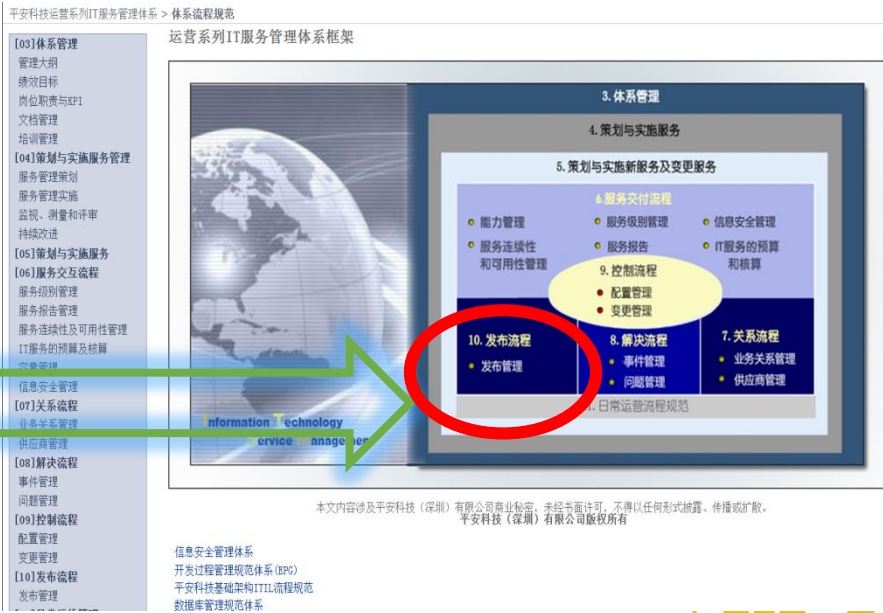 平安科技运营系列IT服务管理体系 > 体系流程规范
[03]体系管理
管理大纲
绩效目标
岗位职责与KPI
文档管理
培训管理
[04]策划与实施服务管理
服务管理策划
服务管理实施
监视、测量和评审
持续改进
[05]策划与实施服务
[06]服务交互流程
服务级别管理
服务报告管理
服务连续性及可用性管理
IT服务的预算及核算
容量管理
信息安全管理
[07]关系流程
业务关系管理
供应商管理
[08]解决流程
事件管理
问题管理
[09]控制流程
配置管理
变更管理
[10]发布流程
发布管理
运营系列IT服务管理体系框架
3. 体系管理
4. 策划与实施服务
5. 策划与实施新服务及变更服务
6.服务交付流程
能力管理
服务级别管理
信息安全管理
服务连续性
和可用性管理
服务报告
IT服务的预算
和核算
9. 控制流程
配置管理
变更管理
10. 发布流程
发布管理
8. 解决流程
事件管理
问题管理
7. 关系流程
业务关系管理
供应商管理
. 日常运营流程规范
Information Technology
Service Management
本文内容涉及平安科技（深圳）有限公司商业秘密，未经书面许可，不得以任何形式披露、传播或扩散。
平安科技（深圳）有限公司版权所有
信息安全管理体系
开发过程管理规范体系(EPG)
平安科技基础架构ITIL流程规范
数据库管理规范体系